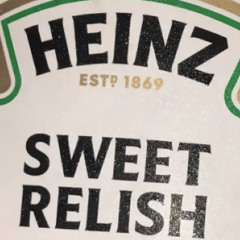 HEINZ
ESTD 1869
SWEET
RELISH